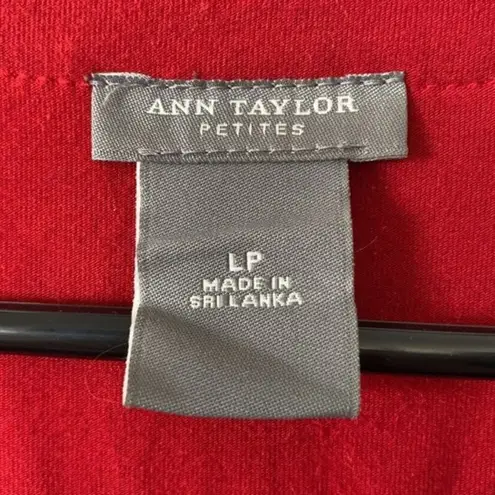 ANN TAYLOR
PETITES
LP
MADE IN
SRI LANKA